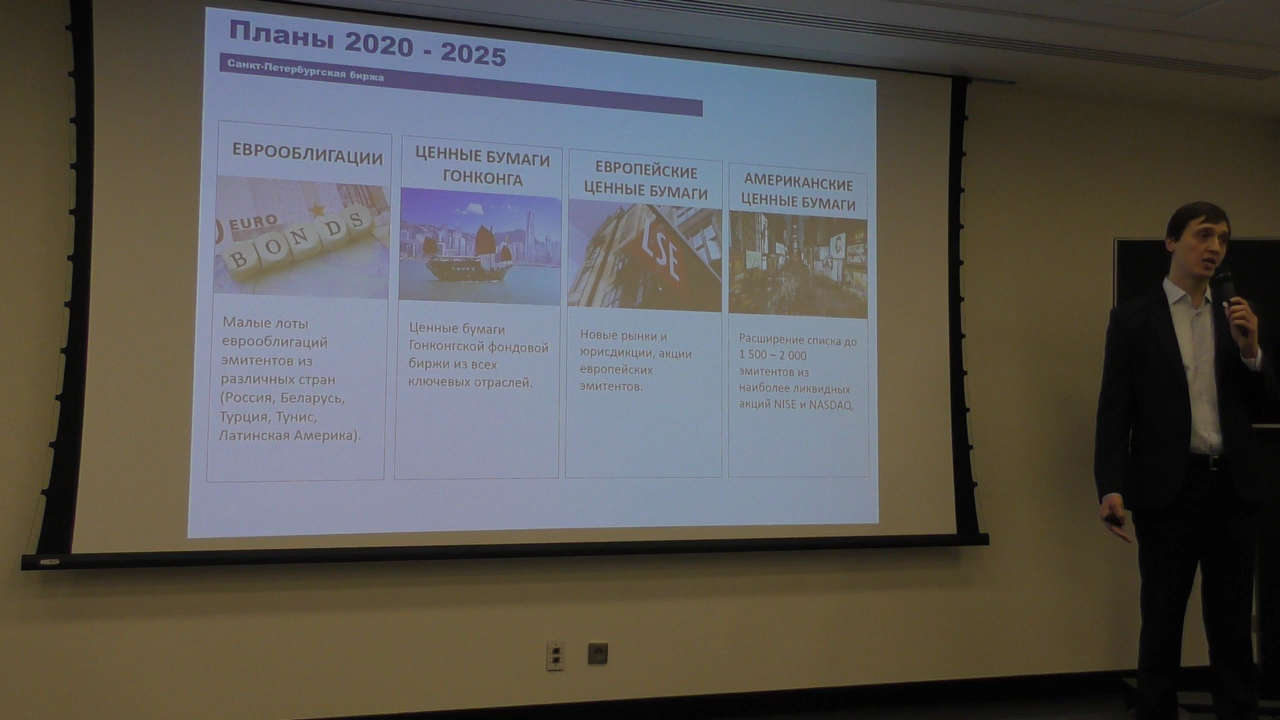 Планы 2020 - 2025
Санкт-Петербургская биржа
ЕВРООБЛИГАЦИИ
EURO
BONDS
Малые лоты
еврооблигаций
эмитентов из
различных стран
(Россия, Беларусь,
Турция, Тунис,
Латинская Америка).
ЦЕННЫЕ БУМАГИ
ГОНКОНГА
Ценные бумаги
Гонконгской фондовой
биржи из всех
ключевых отраслей.
ЕВРОПЕЙСКИЕ
ЦЕННЫЕ БУМАГИ
LSE
Новые рынки и
юрисдикции, акции
европейских
эмитентов.
АМЕРИКАНСКИЕ
ЦЕННЫЕ БУМАГИ
Расширение списка до
1 500 – 2 000
эмитентов из
наиболее ликвидных
акций NISE и NASDAQ.